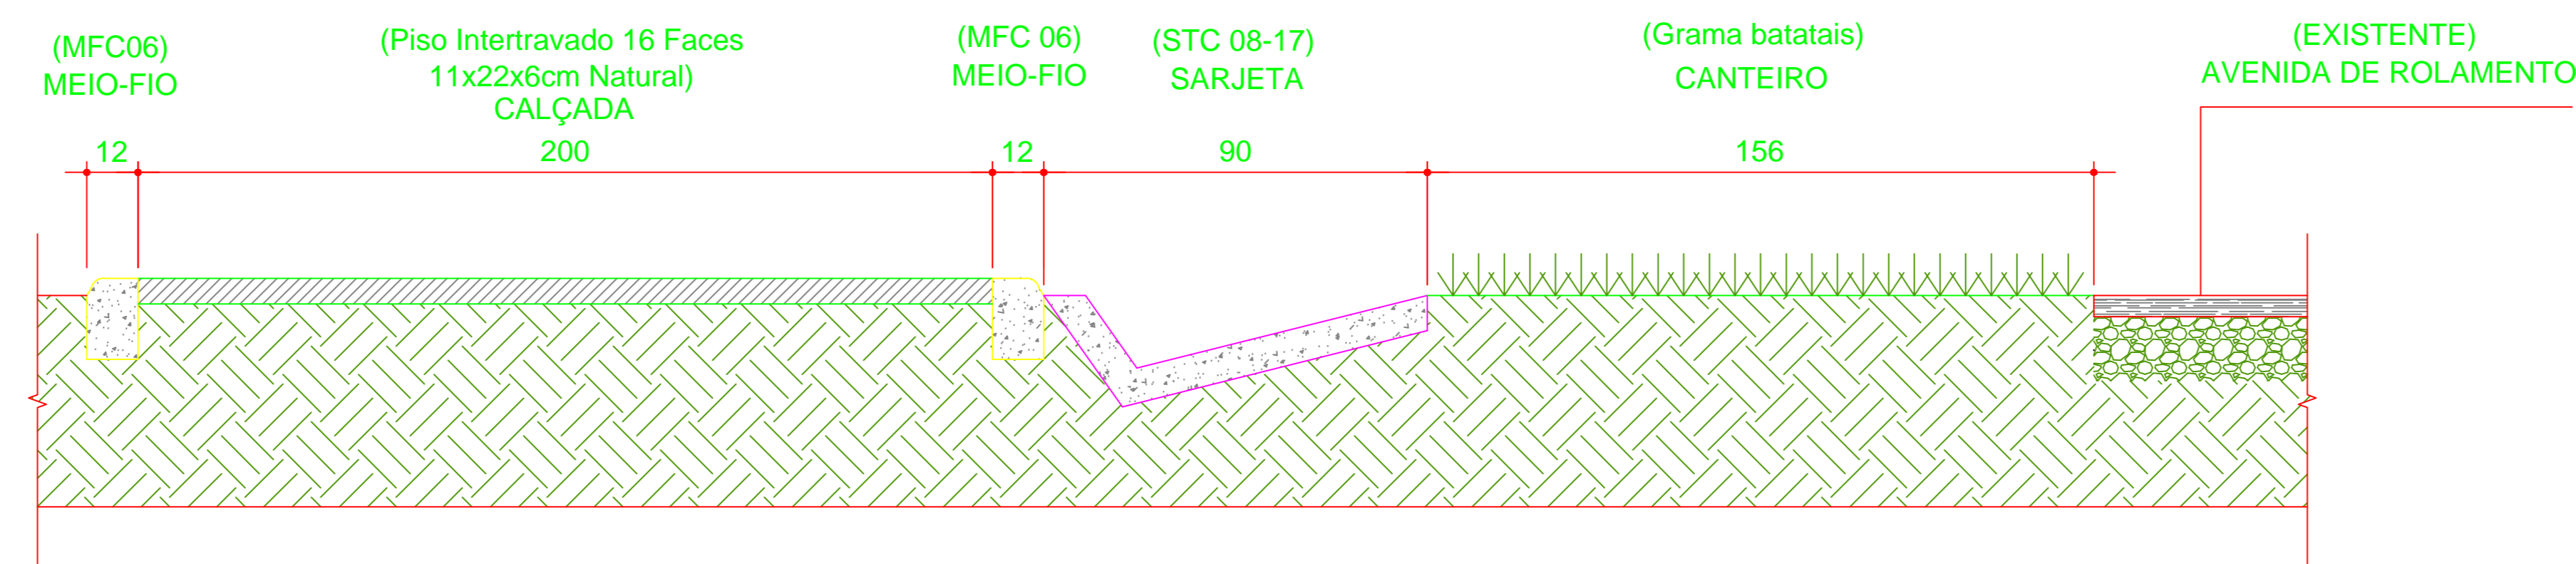 (MFC06)
MEIO-FIO
(Piso Intertravado 16 Faces
11x22x6cm Natural)
CALÇADA
(MFC 06)
MEIO-FIO
(STC 08-17)
SARJETA
(Grama batatais)
CANTEIRO
(EXISTENTE)
AVENIDA DE ROLAMENTO
12
200
12
90
156